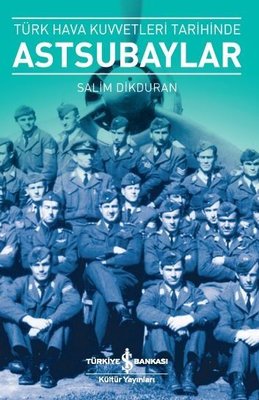 TÜRK HAVA KUVVETLERİ TARİHİNDE
ASTSUBAYLAR
SALİM DİKDURAN
TÜRKİYE İŞ BANKASI
Kültür Yayınları